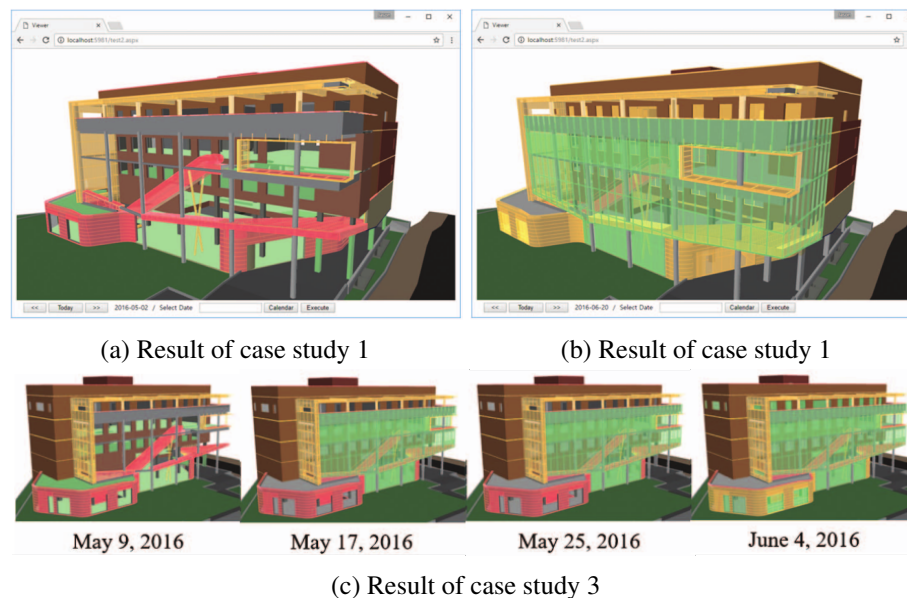 Viewer
localhost:5981/test2.aspx
<< Today >> 2016-05-02 / Select Date Calendar Execute
Viewer
localhost:5981/test2.aspx
<< Today >> 2016-06-20 / Select Date Calendar Execute
(a) Result of case study 1
(b) Result of case study 1
May 9, 2016
May 17, 2016
May 25, 2016
June 4, 2016
(c) Result of case study 3